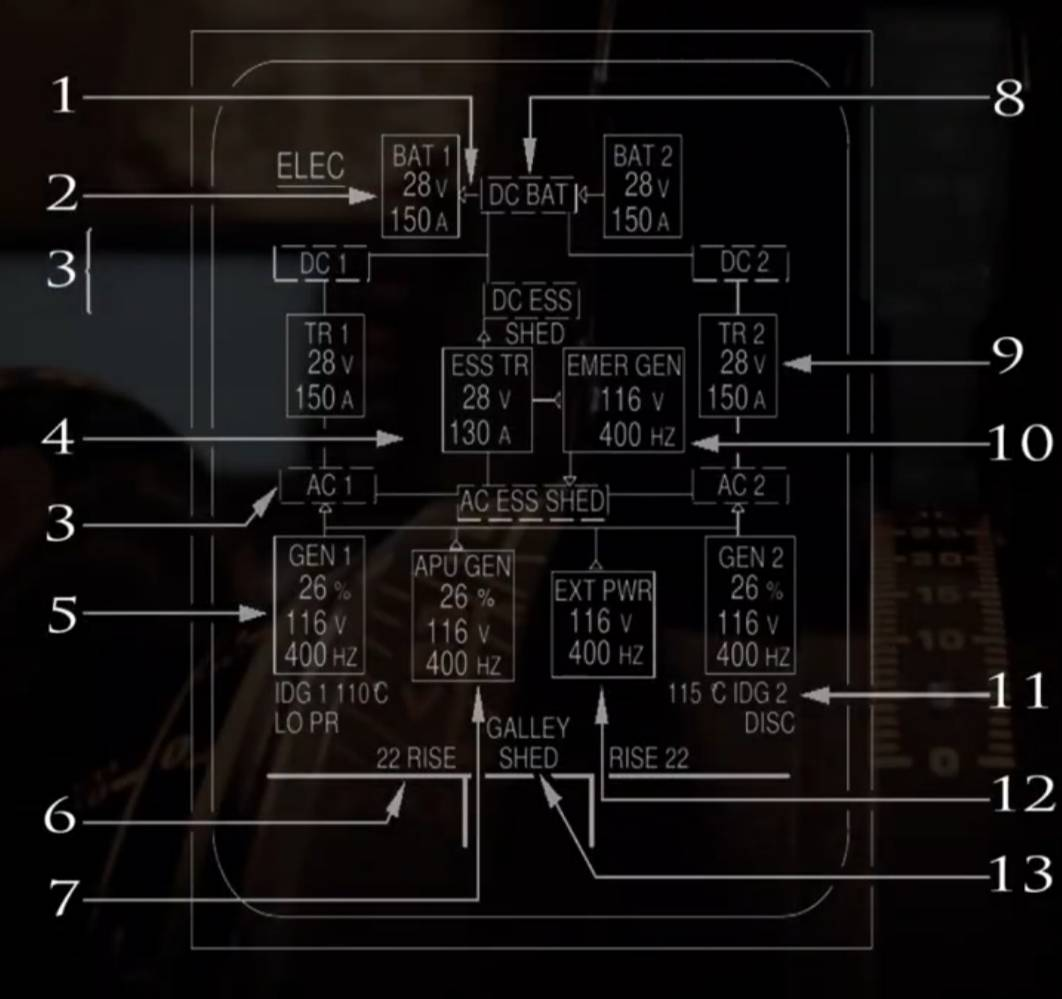 1
8
ELEC
BAT 1
28 V
150 A
DC BAT
BAT 2
28 V
150 A
2
3
DC 1
DC 2
DC ESS
SHED
TR 1
28 V
150 A
ESS TR
28 V
130 A
EMER GEN
116 V
400 HZ
TR 2
28 V
150 A
9
4
10
AC 1
AC ESS SHED
AC 2
3
GEN 1
26 %
116 V
400 HZ
APU GEN
26 %
116 V
400 HZ
EXT PWR
116 V
400 HZ
GEN 2
26 %
116 V
400 HZ
5
IDG 1 110°C
LO PR
115 °C IDG 2
DISC
11
22 RISE
GALLEY
SHED
RISE 22
6
12
7
13
15
10
0